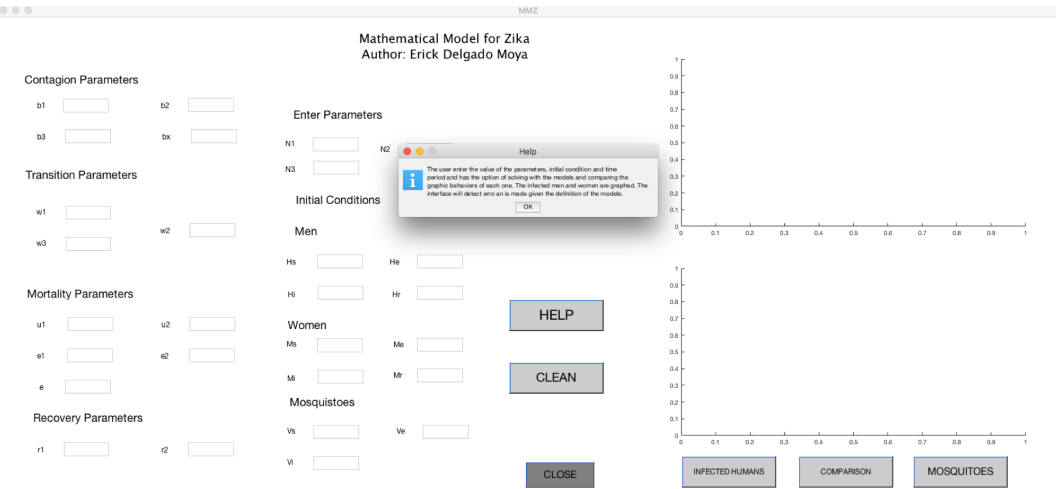 MMZ
Mathematical Model for Zika
Author: Erick Delgado Moya
Contagion Parameters
b1
b2
b3
bx
Transition Parameters
w1
w2
w3
Mortality Parameters
u1
u2
e1
e2
e
Recovery Parameters
r1
r2
Enter Parameters
N1
N2
N3
Initial Conditions
Men
Hs
He
Hi
Hr
Women
Ms
Me
Mi
Mr
Mosquistoes
Vs
Ve
Vi
Help
The user enter the value of the parameters, initial condition and time
period and has the option of solving with the models and comparing the
graphic behaviors of each one. The infected men and women are graphed. The
interface will detect erro an is made given the definition of the models.
OK
HELP
CLEAN
CLOSE
1
0.9
0.8
0.7
0.6
0.5
0.4
0.3
0.2
0.1
0
0 0.1 0.2 0.3 0.4 0.5 0.6 0.7 0.8 0.9 1
1
0.9
0.8
0.7
0.6
0.5
0.4
0.3
0.2
0.1
0
0 0.1 0.2 0.3 0.4 0.5 0.6 0.7 0.8 0.9 1
INFECTED HUMANS
COMPARISON
MOSQUITOES